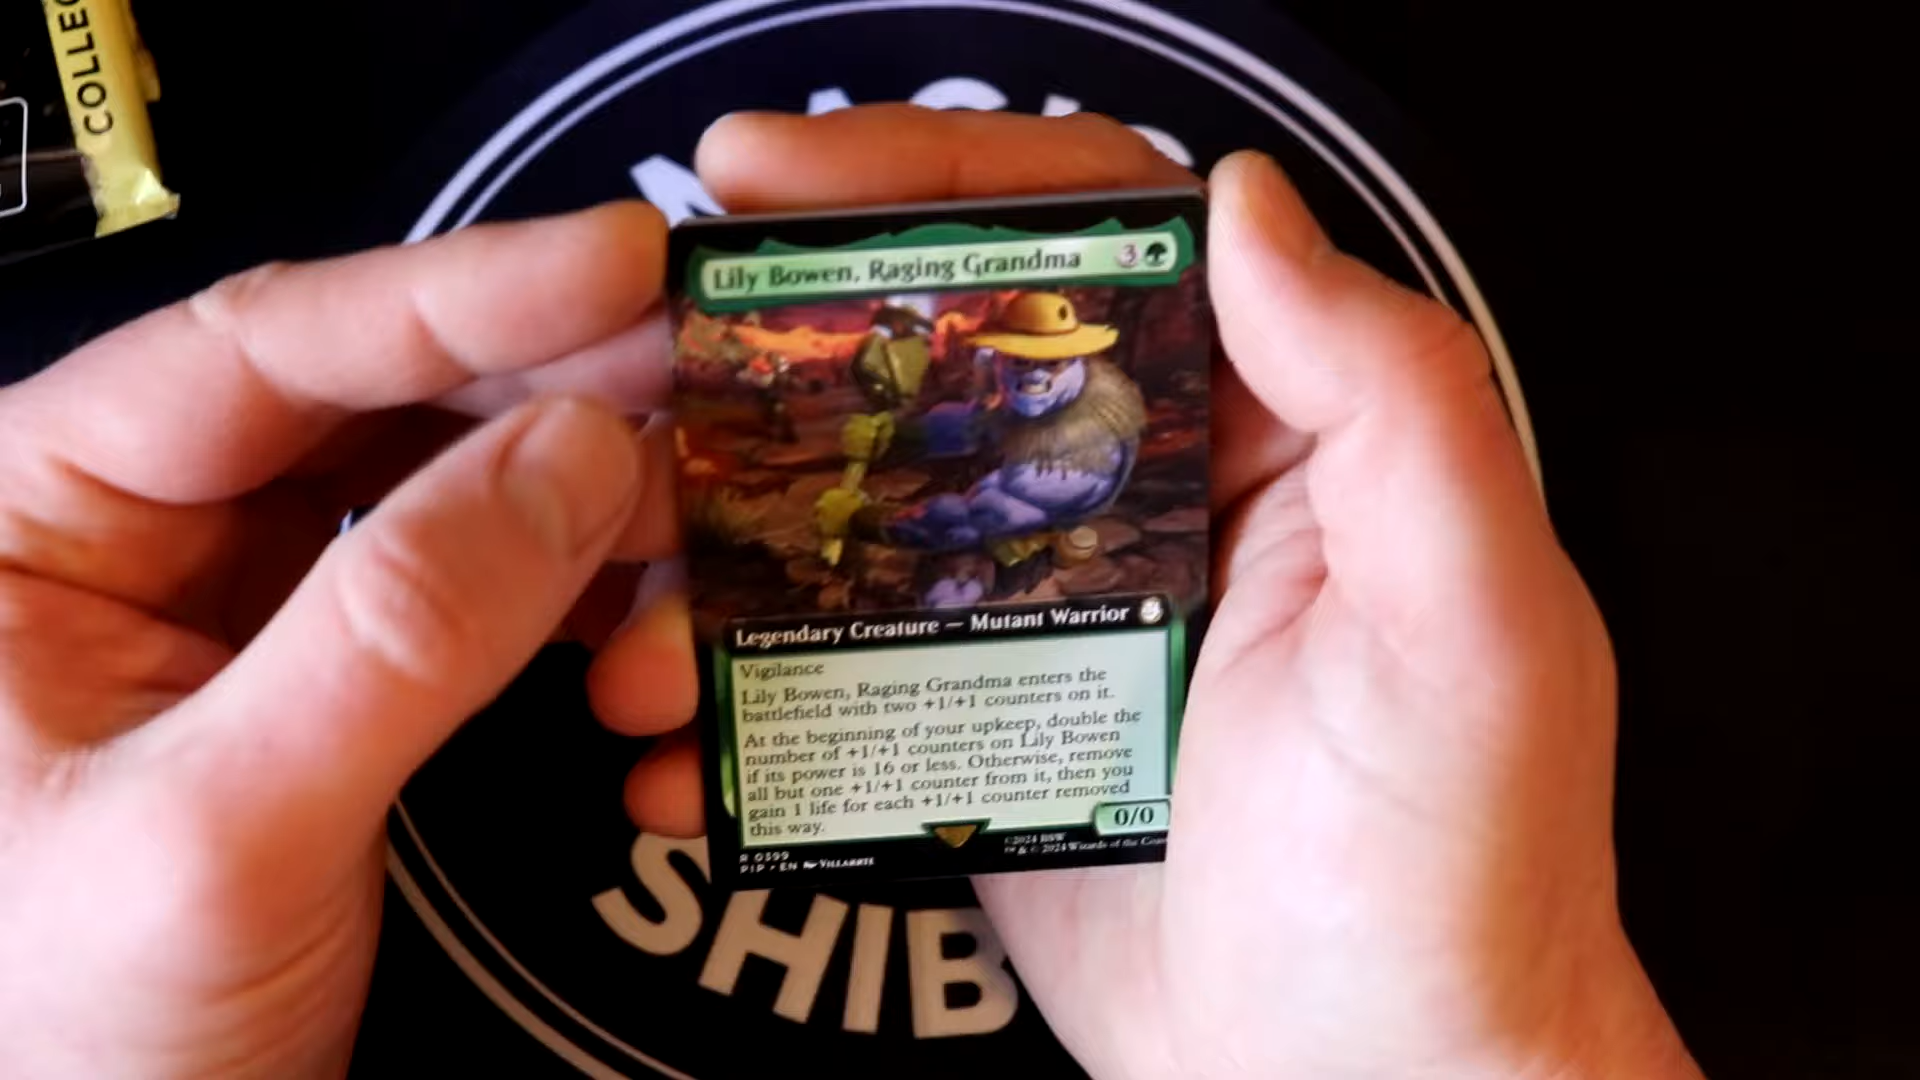 COLLEC
Lily Bowen, Raging Grandma 3
Legendary Creature — Mutant Warrior
Vigilance
Lily Bowen, Raging Grandma enters the
battlefield with two +1/+1 counters on it.
At the beginning of your upkeep, double the
number of +1/+1 counters on Lily Bowen
if its power is 16 or less. Otherwise, remove
all but one +1/+1 counter from it, then you
gain 1 life for each +1/+1 counter removed
this way.
0/0
R 0399
PIP • EN
©2024 BSW
™ & © 2024 Wizards of the Coas
SHIB